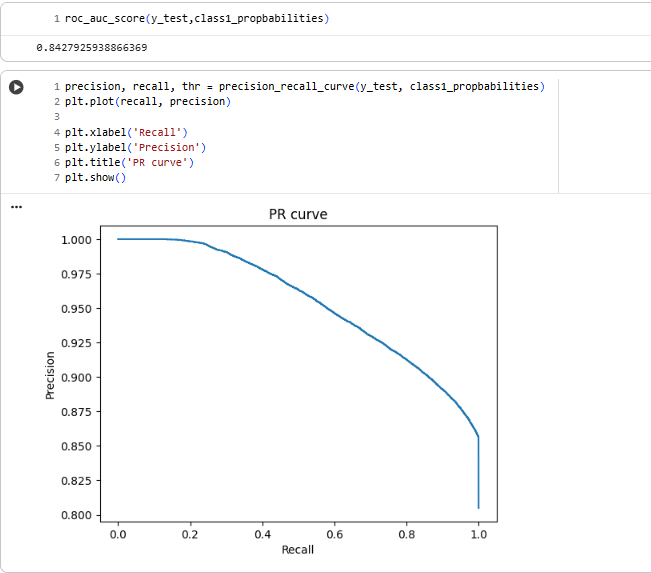 1 roc_auc_score(y_test,class1_propbabilities)
0.8427925938866369
1 precision, recall, thr = precision_recall_curve(y_test, class1_propbabilities)
2 plt.plot(recall, precision)
3
4 plt.xlabel('Recall')
5 plt.ylabel('Precision')
6 plt.title('PR curve')
7 plt.show()
PR curve
1.000
0.975
0.950
0.925
0.900
0.875
0.850
0.825
0.800
Precision
0.0 0.2 0.4 0.6 0.8 1.0
Recall